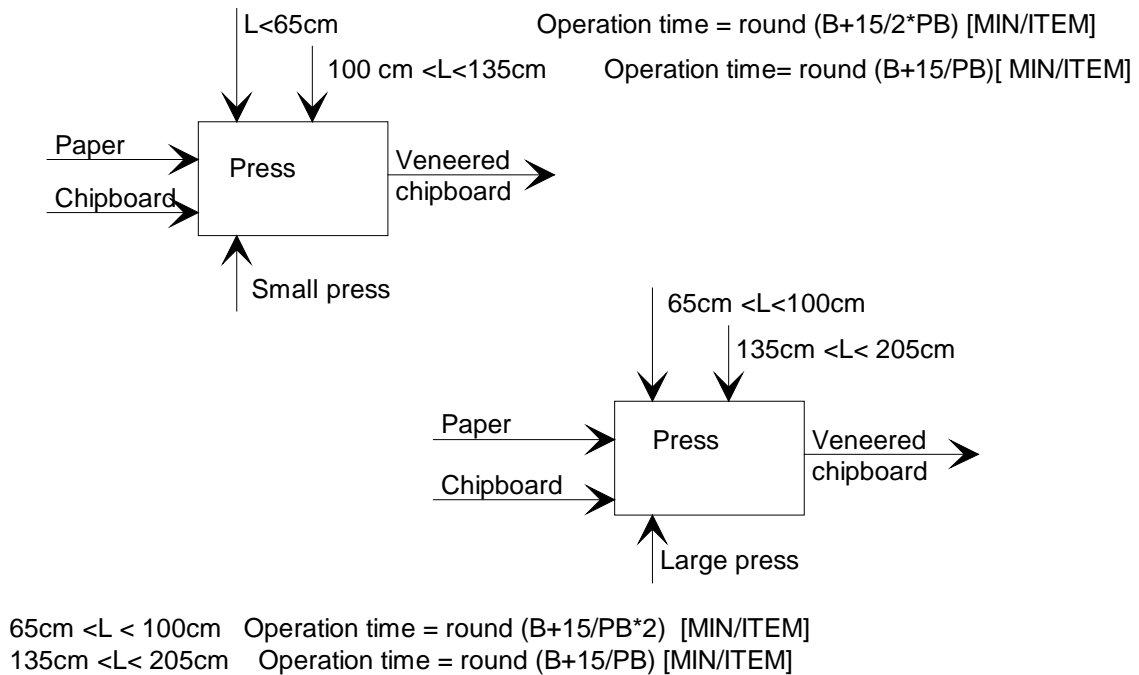 L<65cm Operation time = round (B+15/2*PB) [MIN/ITEM]
100 cm <L<135cm Operation time= round (B+15/PB)[ MIN/ITEM]
Paper
Chipboard
Press
Veneered
chipboard
Small press
65cm <L<100cm
135cm <L< 205cm
Paper
Chipboard
Press
Veneered
chipboard
Large press
65cm <L < 100cm Operation time = round (B+15/PB*2) [MIN/ITEM]
135cm <L< 205cm Operation time = round (B+15/PB) [MIN/ITEM]